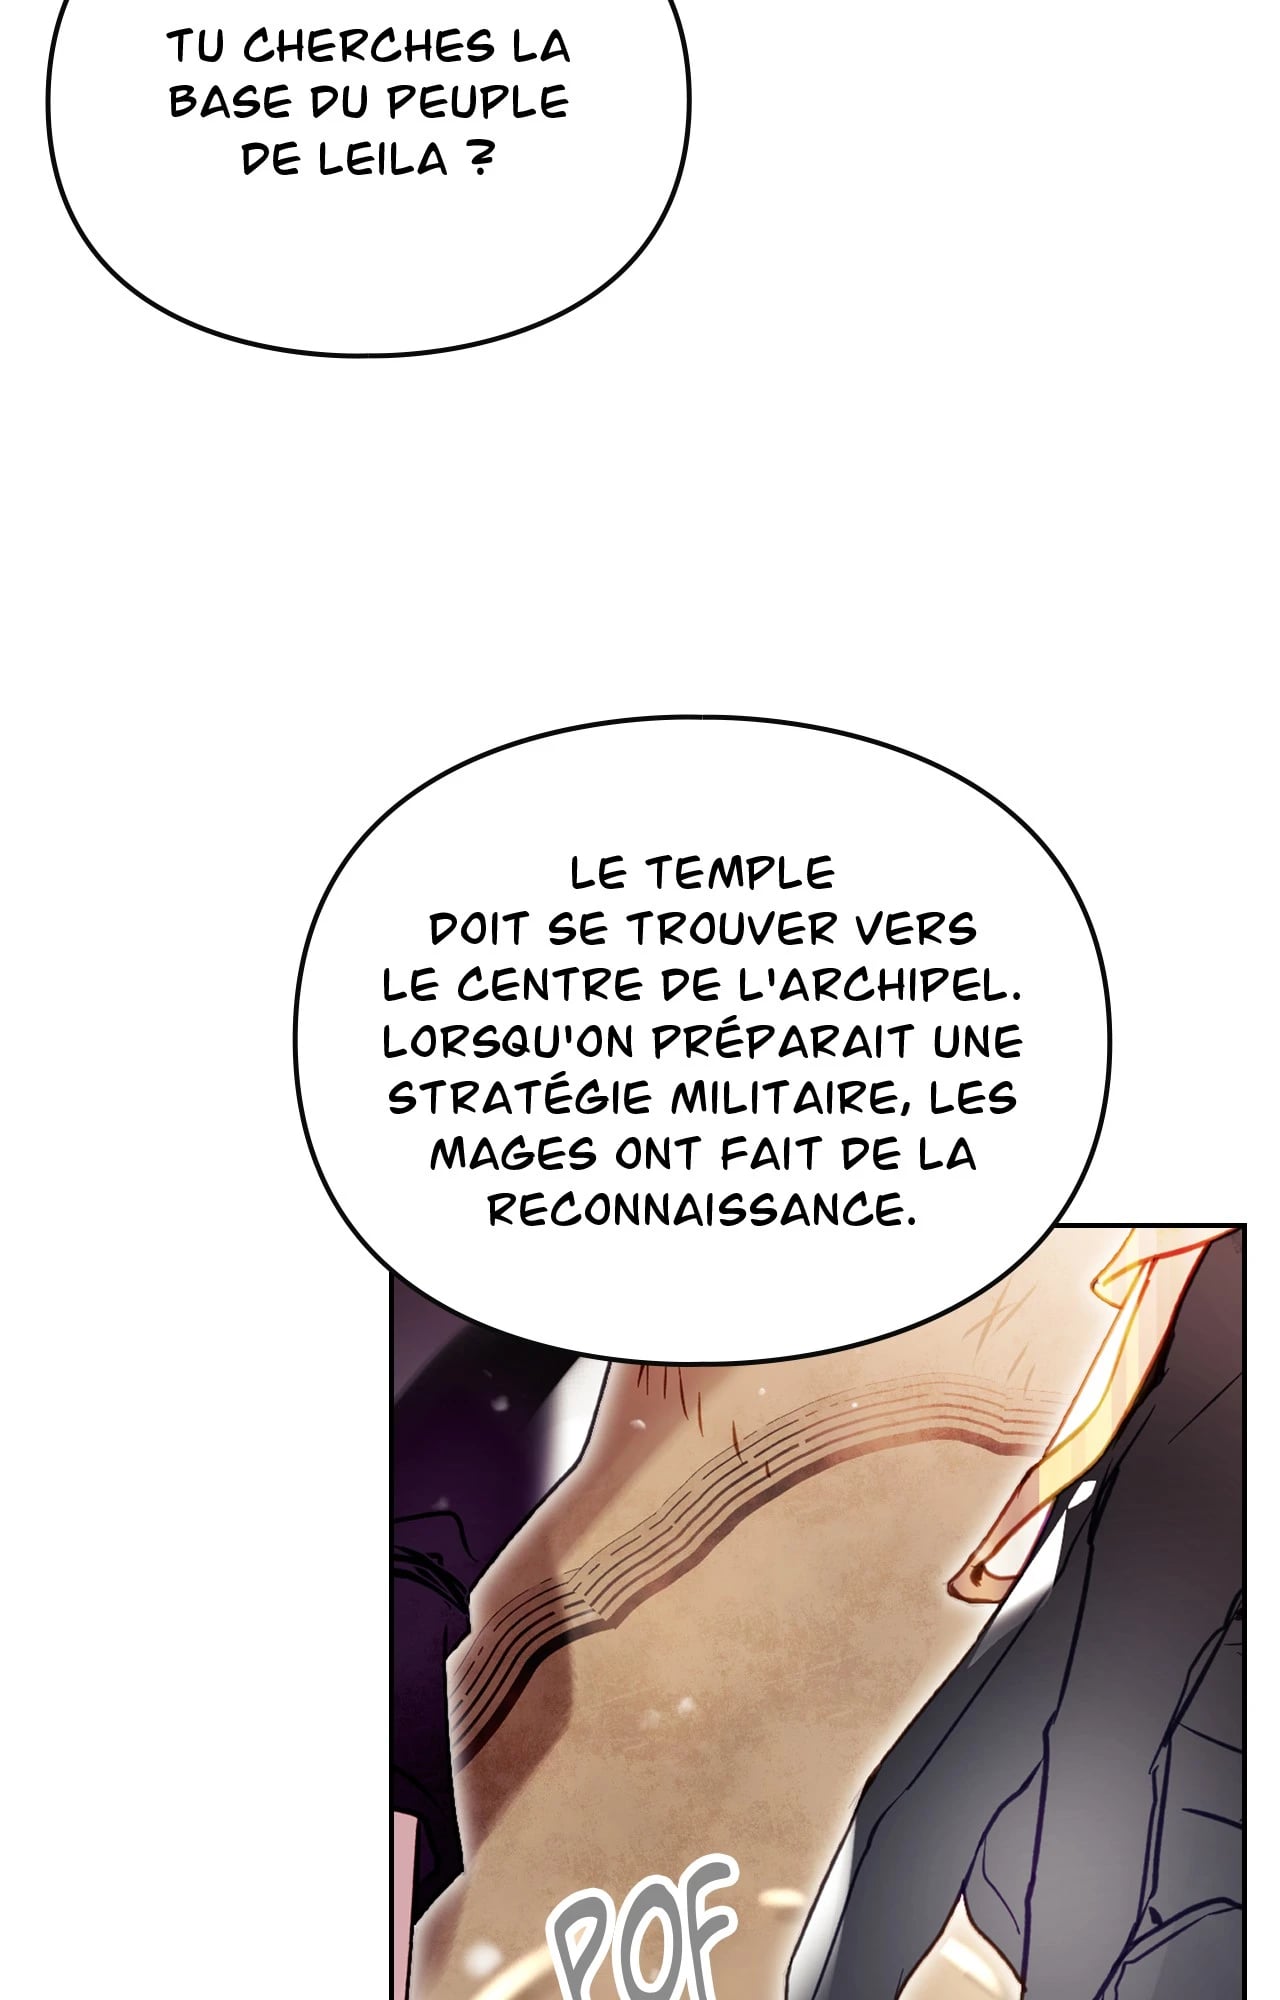 TU CHERCHES LA
BASE DU PEUPLE
DE LEILA ?
LE TEMPLE
DOIT SE TROUVER VERS
LE CENTRE DE L'ARCHIPEL.
LORSQU'ON PRÉPARAIT UNE
STRATÉGIE MILITAIRE, LES
MAGES ONT FAIT DE LA
RECONNAISSANCE.
POF